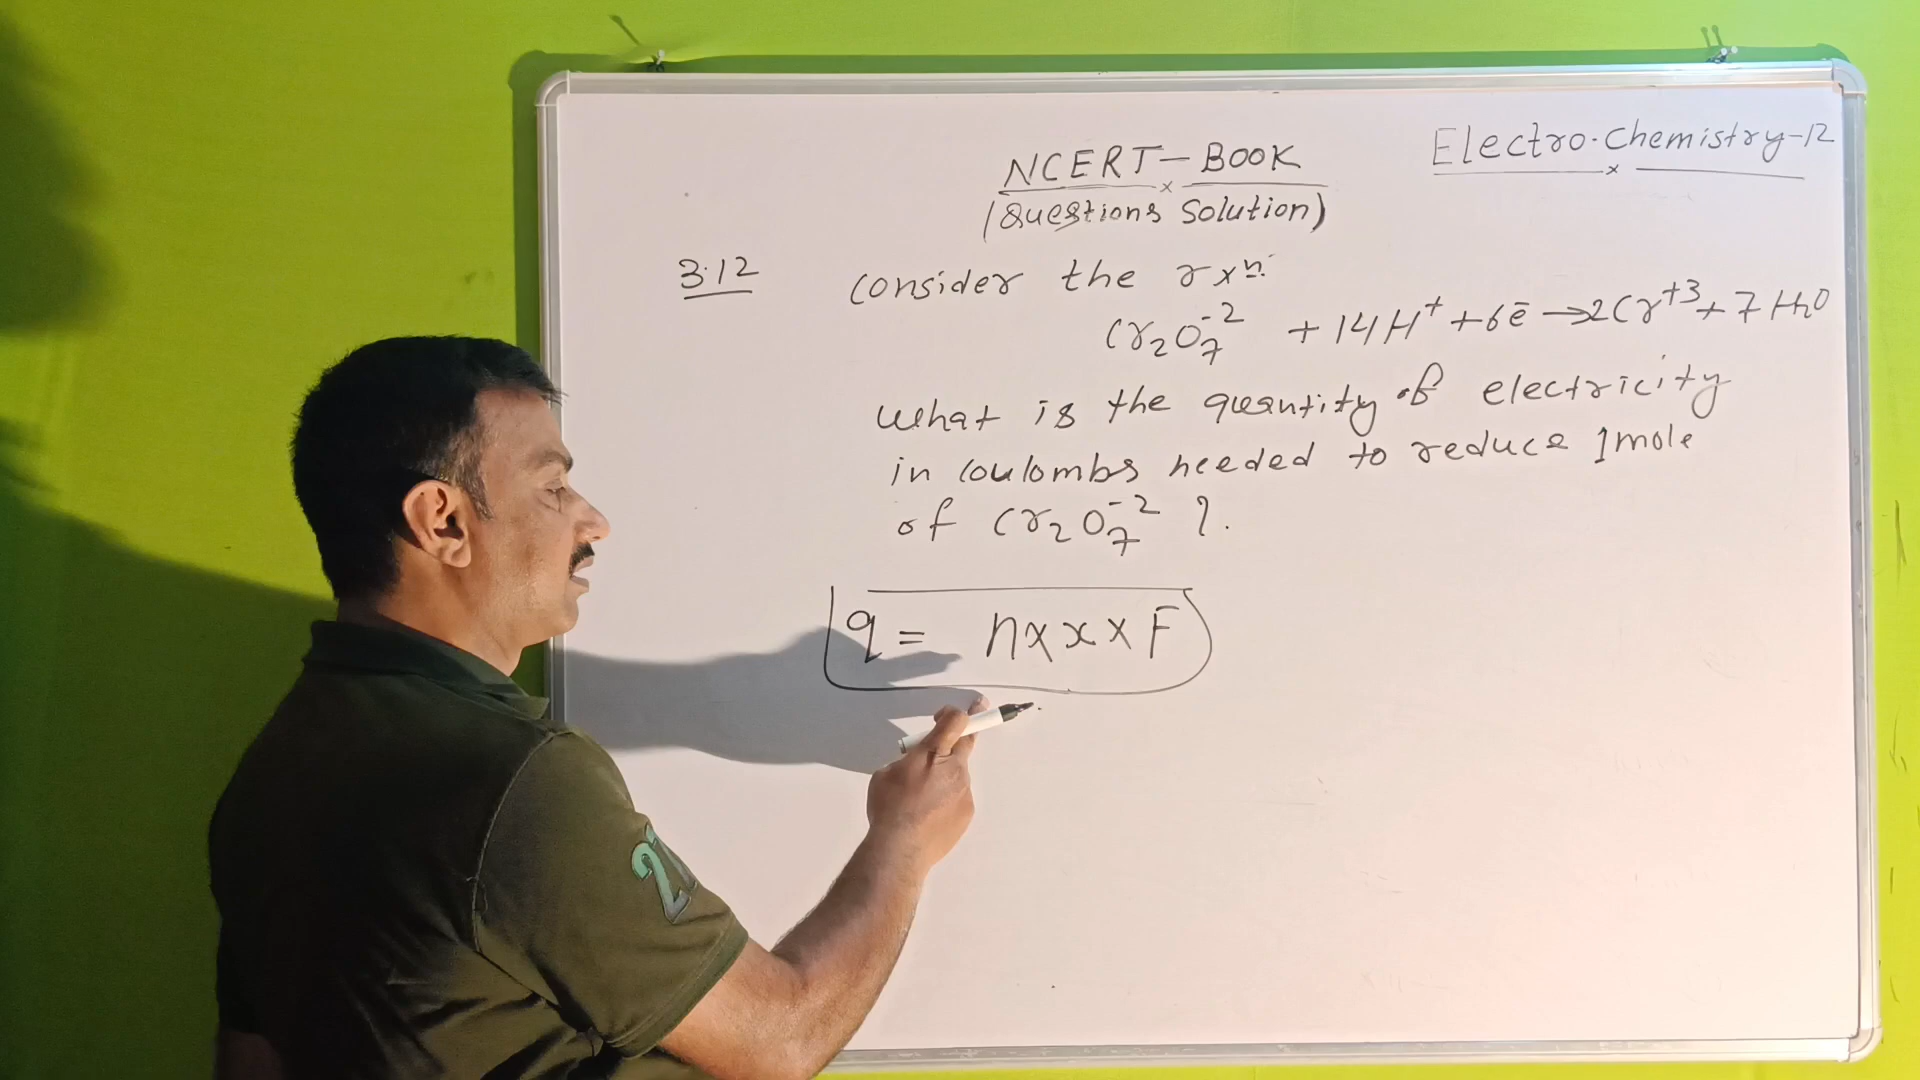 Electro.Chemistry-12
NCERT-BOOK
(Questions Solution)
3.12 consider the rxn.
Cr₂O₇⁻² + 14H⁺ + 6e̅ → 2Cr⁺³ + 7H₂O
what is the quantity of electricity
in coulombs needed to reduce 1mole
of Cr₂O₇⁻² ?.
q = n × x × F